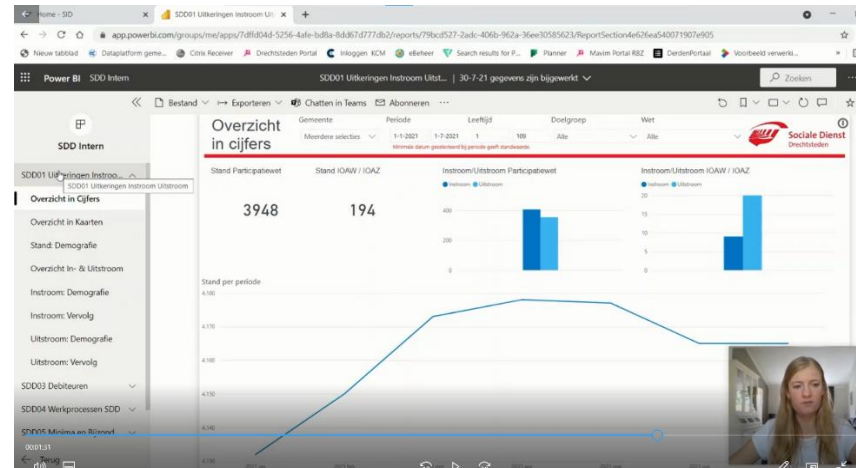 Home - SID
SDD01 Uitkeringen Instroom Uit
app.powerbi.com/groups/me/apps/7dffd04d-5256-4afe-bd8a-8dd67d777db2/reports/79bcd527-2adc-406b-962a-36ee30585623/ReportSection4e626ea540071907e905
Nieuw tabblad
Dataplatform geme...
Citrix Receiver
Drechtsteden Portal
Inloggen KCM
eBeheer
Search results for P...
Planner
Mavim Portal RBZ
DerdenPortaal
Voorbeeld verwerki...
Power BI SDD Intern
SDD01 Uitkeringen Instroom Uitst... | 30-7-21 gegevens zijn bijgewerkt
Zoeken
Bestand
Exporteren
Chatten in Teams
Abonneren
SDD Intern
SDD01 Uitkeringen Instroo...
SDD01 Uitkeringen Instroom Uitstroom
Overzicht in Cijfers
Overzicht in Kaarten
Stand: Demografie
Overzicht In- & Uitstroom
Instroom: Demografie
Instroom: Vervolg
Uitstroom: Demografie
Uitstroom: Vervolg
SDD03 Debiteuren
SDD04 Werkprocessen SDD
SDD05 Minima en Bijzond
Terug
00:01:31
Overzicht
in cijfers
Gemeente
Meerdere selecties
Periode
1-1-2021 1-7-2021
Minimale datum geselecteerd bij periode geeft standwaarde
Leeftijd
1 109
Doelgroep
Alle
Wet
Alle
Sociale Dienst
Drechtsteden
Stand Participatiewet
3948
Stand IOAW / IOAZ
194
Instroom/Uitstroom Participatiewet
Instroom Uitstroom
400
200
0
Instroom/Uitstroom IOAW / IOAZ
Instroom Uitstroom
20
15
10
5
0
Stand per periode
4.180
4.170
4.160
4.150
4.140
4.130